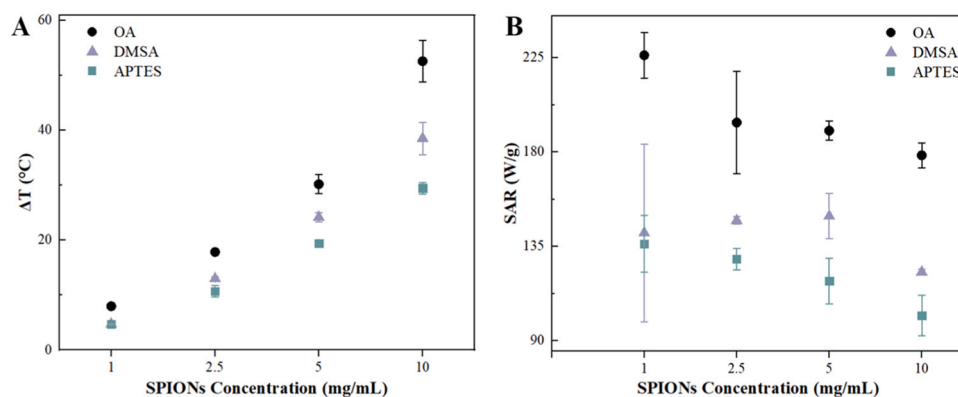 A
60
40
20
0
ΔT (°C)
OA
DMSA
APTES
1 2.5 5 10
SPIONs Concentration (mg/mL)
B
225
180
135
90
SAR (W/g)
OA
DMSA
APTES
1 2.5 5 10
SPIONs Concentration (mg/mL)